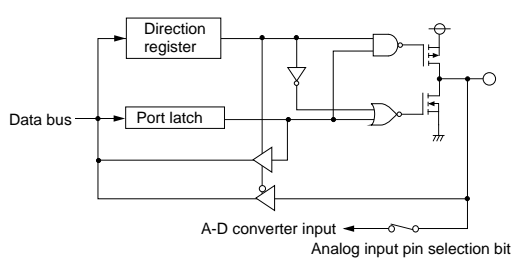 Direction
register
Data bus
Port latch
A-D converter input
Analog input pin selection bit